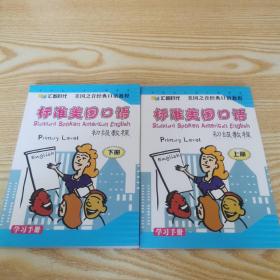 汇智时代 美国之音经典口语教程
标准美国口语
Standard Spoken American English
初级教程
Primary Level
下册
English
学习手册
汇智时代 美国之音经典口语教程
标准美国口语
Standard Spoken American English
初级教程
Primary Level
上册
English
学习手册